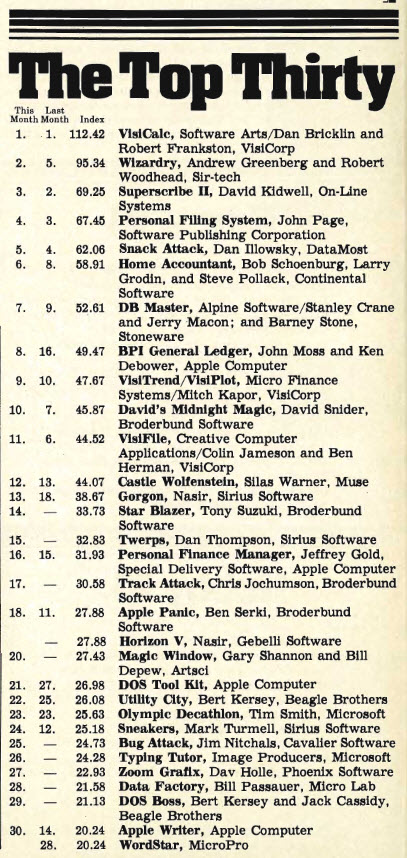 The Top Thirty
This Last
Month Month Index
1. 1. 112.42 VisiCalc, Software Arts/Dan Bricklin and
Robert Frankston, VisiCorp
2. 5. 95.34 Wizardry, Andrew Greenberg and Robert
Woodhead, Sir-tech
3. 2. 69.25 Superscribe II, David Kidwell, On-Line
Systems
4. 3. 67.45 Personal Filing System, John Page,
Software Publishing Corporation
5. 4. 62.06 Snack Attack, Dan Illowsky, DataMost
6. 8. 58.91 Home Accountant, Bob Schoenburg, Larry
Grodin, and Steve Pollack, Continental
Software
7. 9. 52.61 DB Master, Alpine Software/Stanley Crane
and Jerry Macon; and Barney Stone,
Stoneware
8. 16. 49.47 BPI General Ledger, John Moss and Ken
Debower, Apple Computer
9. 10. 47.67 VisiTrend/VisiPlot, Micro Finance
Systems/Mitch Kapor, VisiCorp
10. 7. 45.87 David's Midnight Magic, David Snider,
Broderbund Software
11. 6. 44.52 VisiFile, Creative Computer
Applications/Colin Jameson and Ben
Herman, VisiCorp
12. 13. 44.07 Castle Wolfenstein, Silas Warner, Muse
13. 18. 38.67 Gorgon, Nasir, Sirius Software
14. — 33.73 Star Blazer, Tony Suzuki, Broderbund
Software
15. — 32.83 Twerps, Dan Thompson, Sirius Software
16. 15. 31.93 Personal Finance Manager, Jeffrey Gold,
Special Delivery Software, Apple Computer
17. — 30.58 Track Attack, Chris Jochumson, Broderbund
Software
18. 11. 27.88 Apple Panic, Ben Serki, Broderbund
Software
— 27.88 Horizon V, Nasir, Gebelli Software
20. — 27.43 Magic Window, Gary Shannon and Bill
Depew, Artsci
21. 27. 26.98 DOS Tool Kit, Apple Computer
22. 25. 26.08 Utility City, Bert Kersey, Beagle Brothers
23. 23. 25.63 Olympic Decathlon, Tim Smith, Microsoft
24. 12. 25.18 Sneakers, Mark Turmell, Sirius Software
25. — 24.73 Bug Attack, Jim Nitchals, Cavalier Software
26. — 24.28 Typing Tutor, Image Producers, Microsoft
27. — 22.93 Zoom Grafix, Dav Holle, Phoenix Software
28. — 21.58 Data Factory, Bill Passauer, Micro Lab
29. — 21.13 DOS Boss, Bert Kersey and Jack Cassidy,
Beagle Brothers
30. 14. 20.24 Apple Writer, Apple Computer
28. 20.24 WordStar, MicroPro